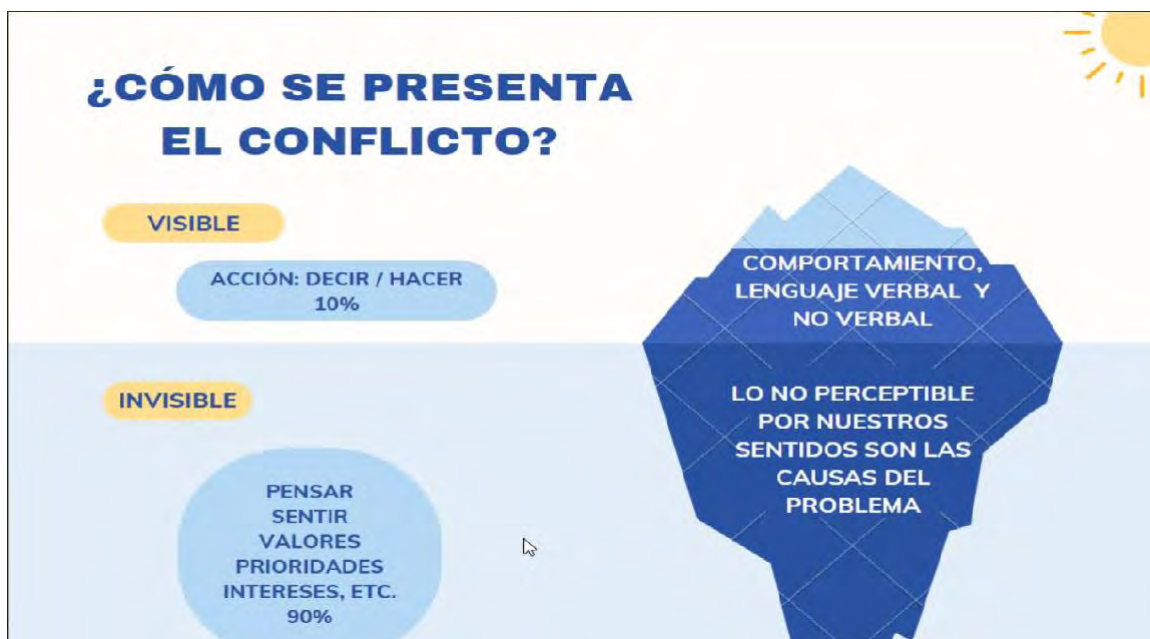 ¿CÓMO SE PRESENTA
EL CONFLICTO?
VISIBLE
ACCIÓN: DECIR / HACER
10%
COMPORTAMIENTO,
LENGUAJE VERBAL Y
NO VERBAL
INVISIBLE
PENSAR
SENTIR
VALORES
PRIORIDADES
INTERESES, ETC.
90%
LO NO PERCEPTIBLE
POR NUESTROS
SENTIDOS SON LAS
CAUSAS DEL
PROBLEMA